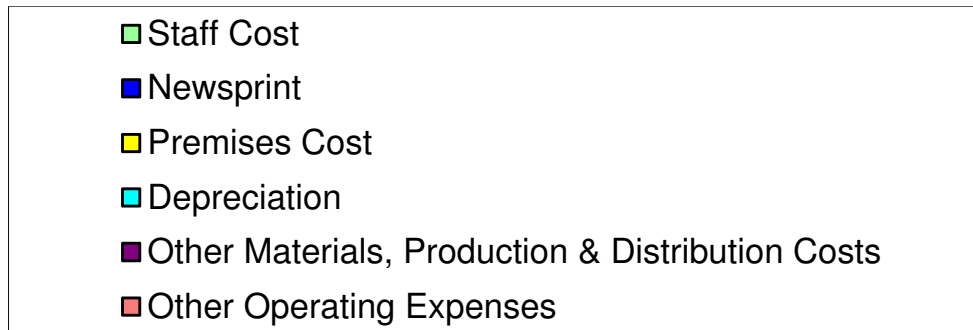 Staff Cost
Newsprint
Premises Cost
Depreciation
Other Materials, Production & Distribution Costs
Other Operating Expenses